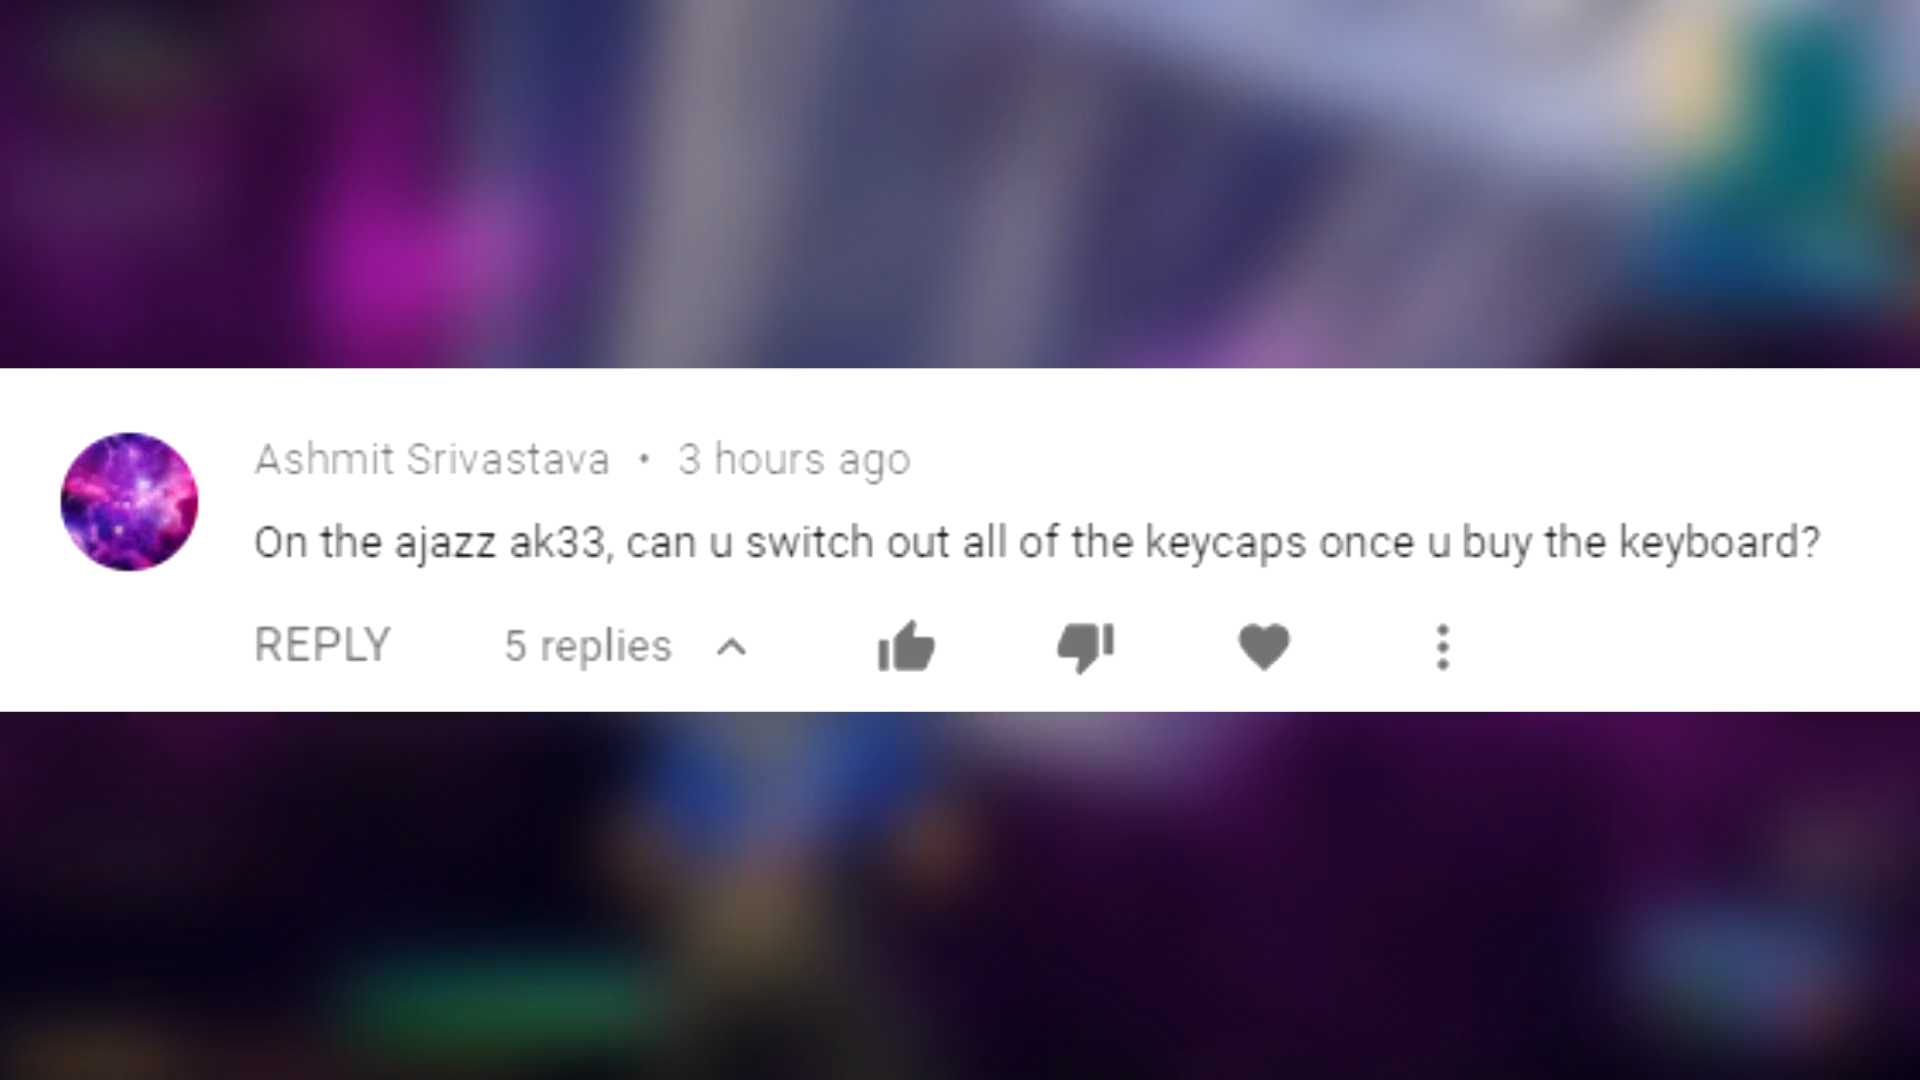 Ashmit Srivastava • 3 hours ago
On the ajazz ak33, can u switch out all of the keycaps once u buy the keyboard?
REPLY 5 replies